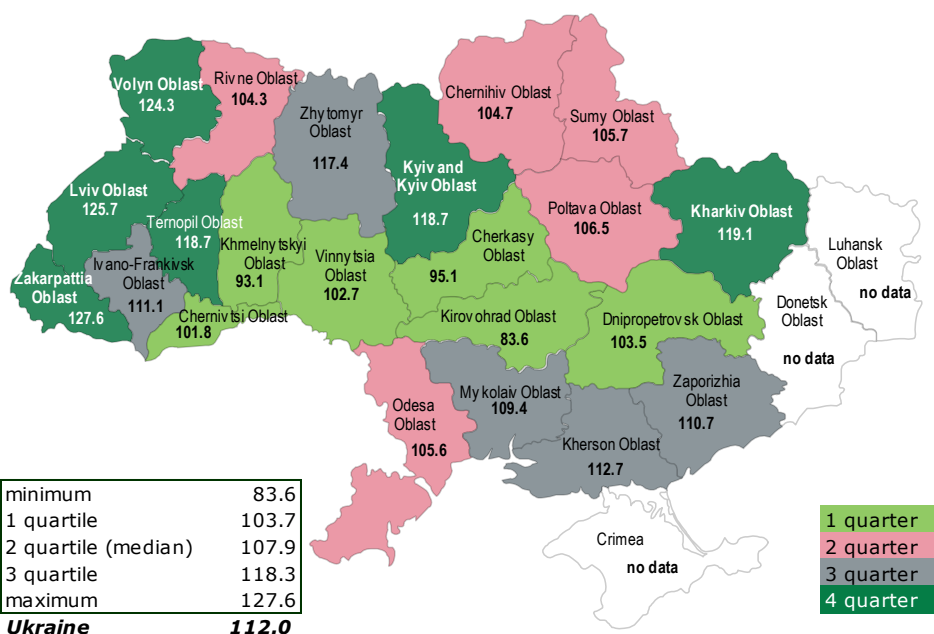 Volyn Oblast
124.3
Rivne Oblast
104.3
Zhytomyr
Oblast
117.4
Chernihiv Oblast
104.7
Sumy Oblast
105.7
Kyiv and
Kyiv Oblast
118.7
Lviv Oblast
125.7
Ternopil Oblast
118.7
Khmelnytskyi
Oblast
93.1
Vinnytsia
Oblast
102.7
Cherkasy
Oblast
95.1
Poltava Oblast
106.5
Kharkiv Oblast
119.1
Luhansk
Oblast
no data
Zakarpattia
Oblast
127.6
Ivano-Frankivsk
Oblast
111.1
Chernivtsi Oblast
101.8
Kirovohrad Oblast
83.6
Dnipropetrovsk Oblast
103.5
Donetsk
Oblast
no data
Odesa
Oblast
105.6
Mykolaiv Oblast
109.4
Kherson Oblast
112.7
Zaporizhia
Oblast
110.7
Crimea
no data
minimum 83.6
1 quartile 103.7
2 quartile (median) 107.9
3 quartile 118.3
maximum 127.6
Ukraine 112.0
1 quarter
2 quarter
3 quarter
4 quarter